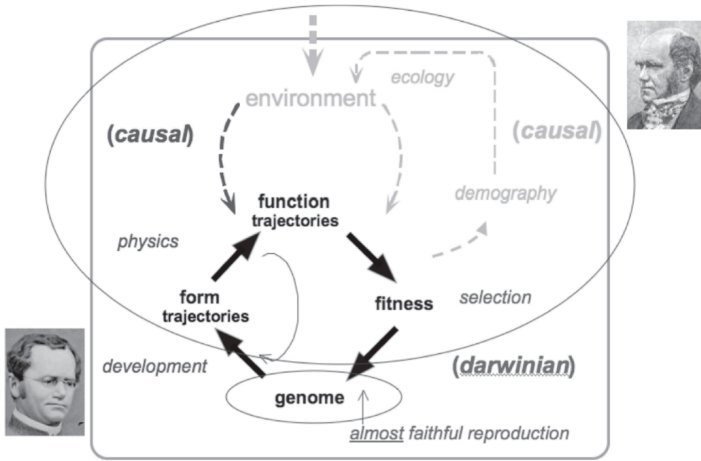 ecology
environment
(causal)
(causal)
function
trajectories
demography
physics
form
trajectories
fitness
selection
development
(darwinian)
genome
almost faithful reproduction